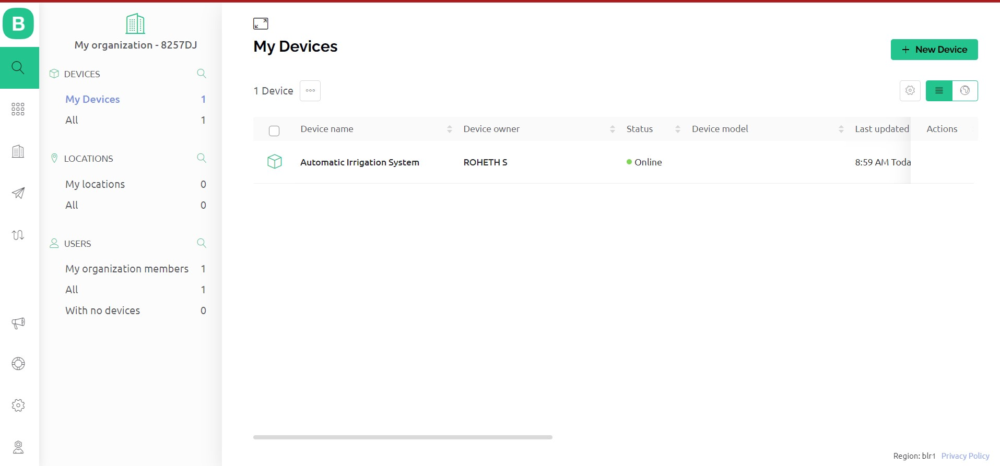 B
My organization - 8257DJ
DEVICES
My Devices 1
All 1
LOCATIONS
My locations 0
All 0
USERS
My organization members 1
All 1
With no devices 0
My Devices
+ New Device
1 Device
Device name Device owner Status Device model Last updated Actions
Automatic Irrigation System ROHETH S Online 8:59 AM Toda
Region: blr1 Privacy Policy